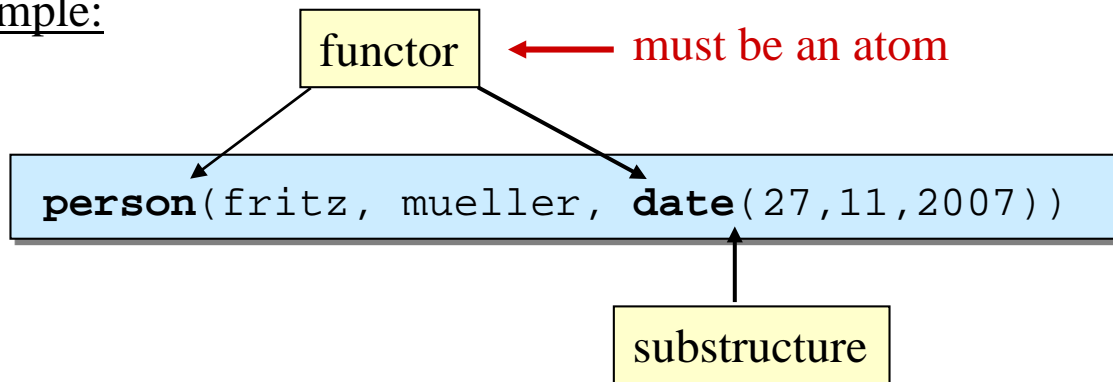 mple:
functor
must be an atom
person(fritz, mueller, date(27,11,2007))
substructure